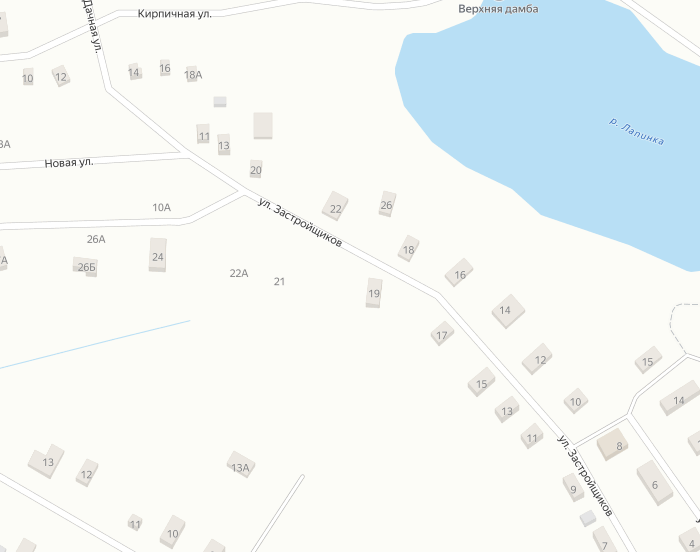 Верхняя дамба
Кирпичная ул.
Дачная ул.
14
16
18А
10
12
р. Лапинка
11
13
Новая ул.
20
10А
22
26
ул. Застройщиков
26А
18
24
26Б
22А
21
16
19
14
17
12
15
15
10
14
13
11
8
13
12
13А
6
9
ул. Застройщиков
11
10
7
4